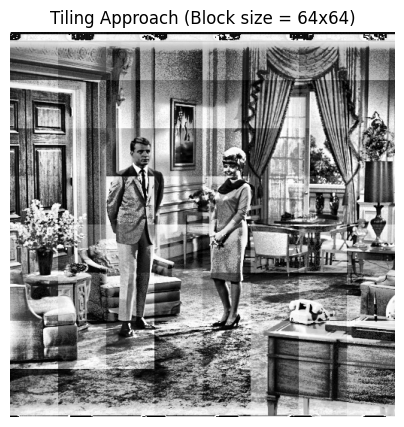 Tiling Approach (Block size = 64x64)